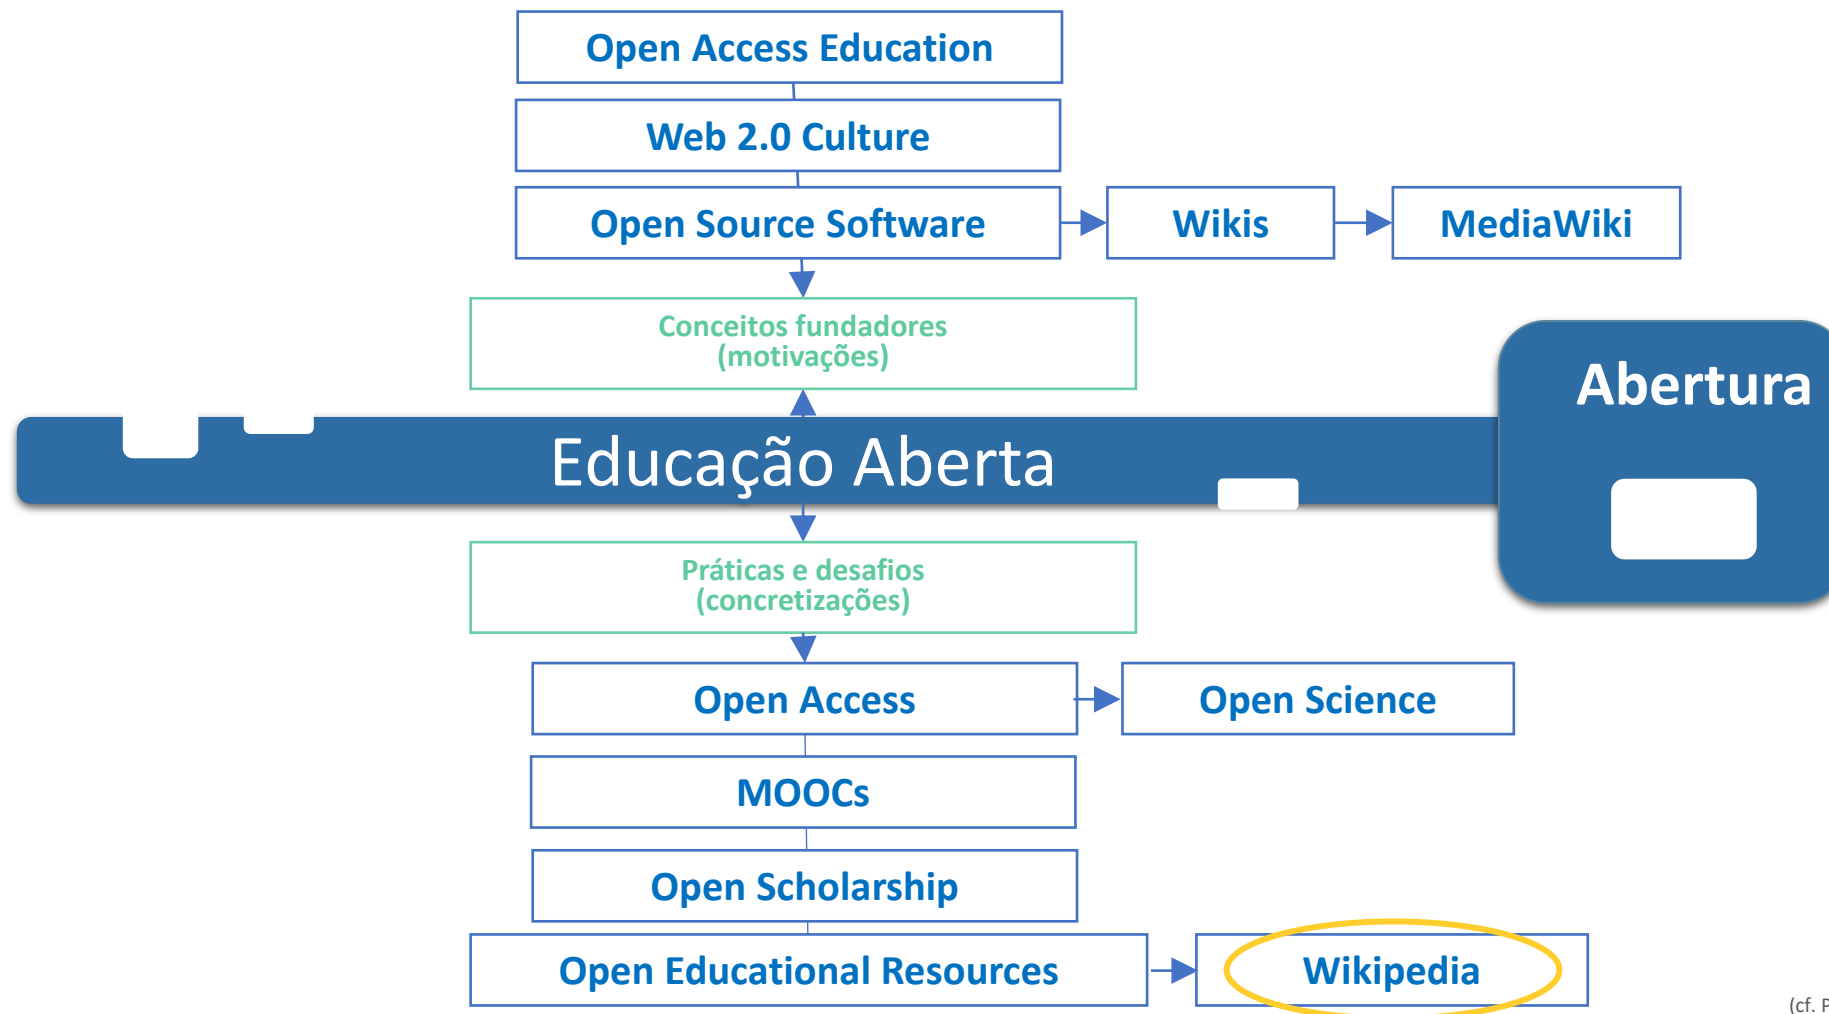 Open Access Education
Web 2.0 Culture
Open Source Software
Wikis
MediaWiki
Conceitos fundadores
(motivações)
Abertura
Educação Aberta
Práticas e desafios
(concretizações)
Open Access
Open Science
MOOCs
Open Scholarship
Open Educational Resources
Wikipedia
(cf. P